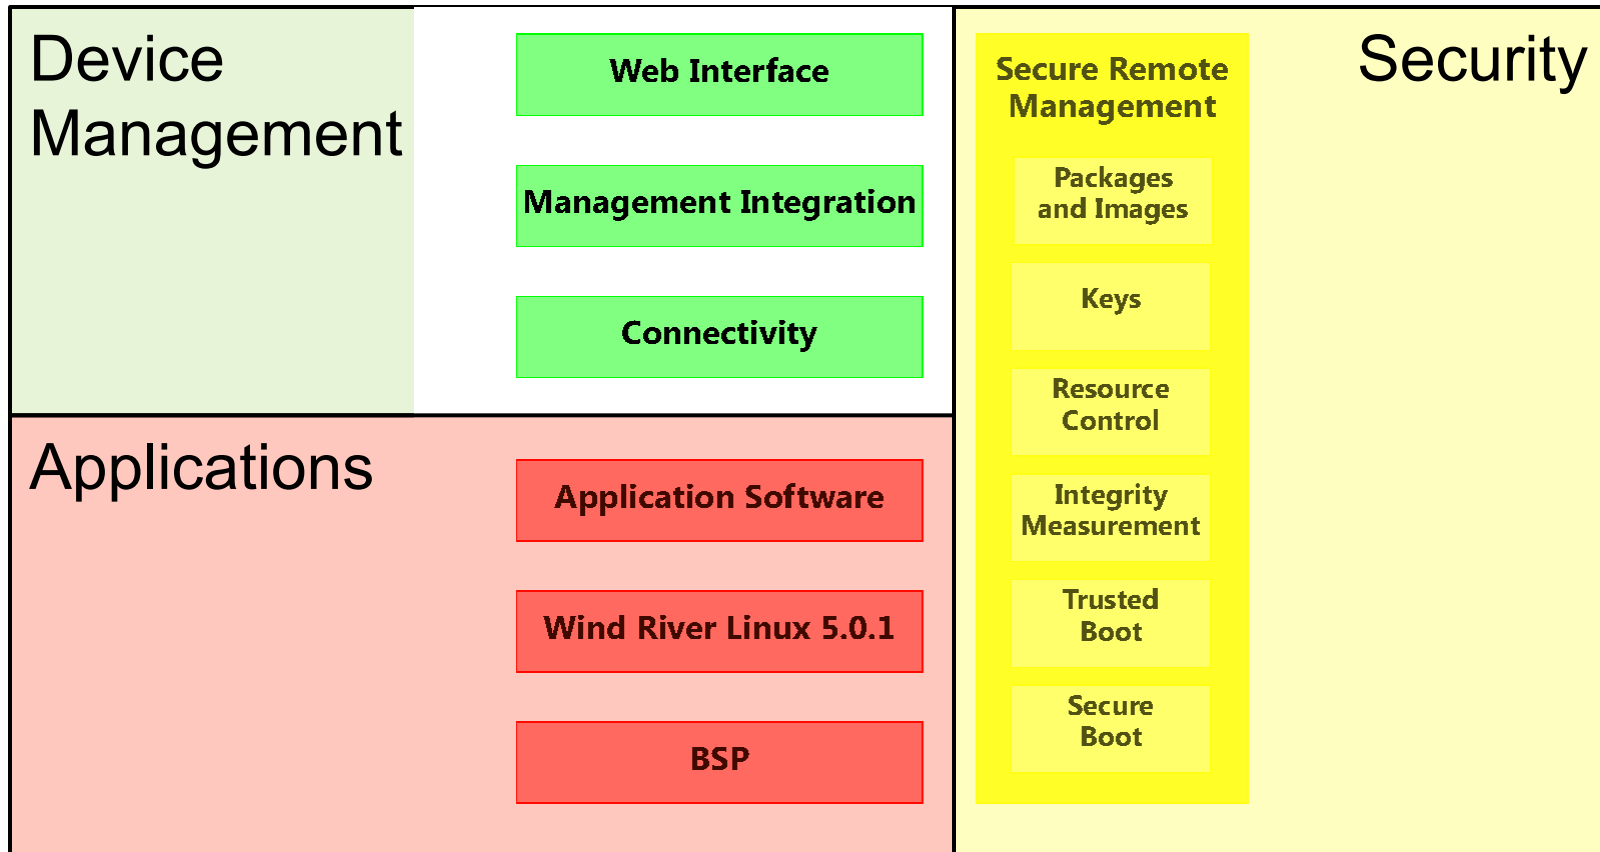 Device
Management
Web Interface
Management Integration
Connectivity
Applications
Application Software
Wind River Linux 5.0.1
BSP
Security
Secure Remote
Management
Packages
and Images
Keys
Resource
Control
Integrity
Measurement
Trusted
Boot
Secure
Boot